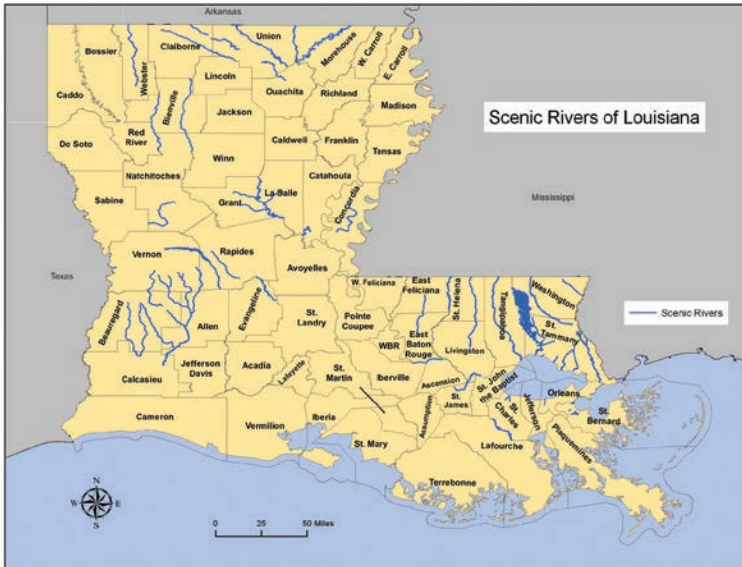 Arkansas
Union
Claiborne
Morehouse
W. Carroll
E. Carroll
Bossier
Webster
Lincoln
Caddo
Bienville
Ouachita
Richland
Madison
Jackson
Scenic Rivers of Louisiana
Red
River
De Soto
Caldwell
Franklin
Tensas
Winn
Natchitoches
Catahoula
La Salle
Sabine
Grant
Concordia
Mississippi
Vernon
Rapides
Avoyelles
Texas
W. Feliciana
East
Feliciana
St. Helena
Tangipahoa
Washington
Beauregard
Allen
Evangeline
St.
Landry
Pointe
Coupee
East
Baton
Rouge
St.
Tammany
Scenic Rivers
WBR
Livingston
Jefferson
Davis
Acadia
Lafayette
St.
Martin
Iberville
Ascension
St. John
the Baptist
Orleans
Calcasieu
St.
James
St.
Charles
Jefferson
St.
Bernard
Cameron
Vermilion
Iberia
Assumption
St. Mary
Lafourche
Plaquemines
Terrebonne
N
W
E
S
0 25 50 Miles